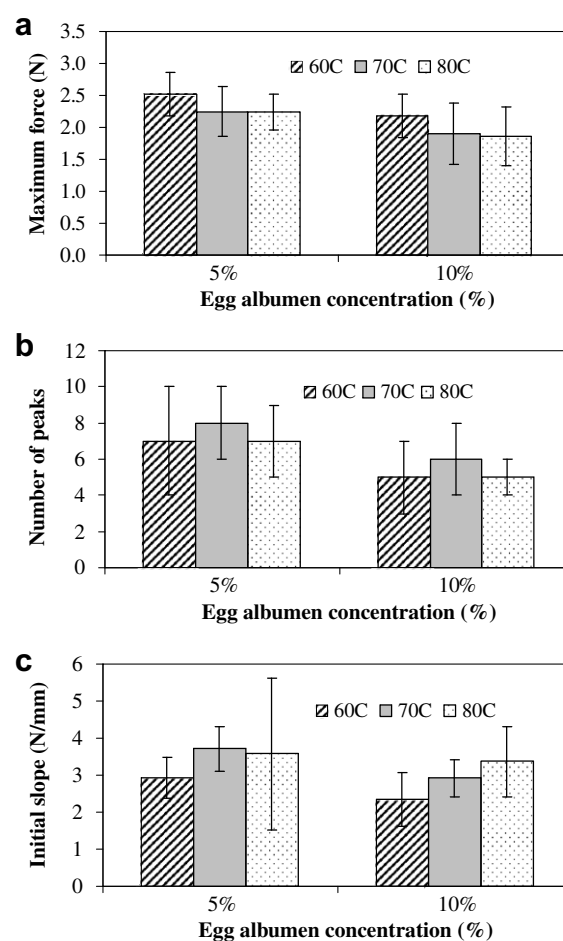 a
Maximum force (N)
3.5
3.0
2.5
2.0
1.5
1.0
0.5
0.0
60C 70C 80C
5% 10%
Egg albumen concentration (%)
b
Number of peaks
12
10
8
6
4
2
0
60C 70C 80C
5% 10%
Egg albumen concentration (%)
c
Initial slope (N/mm)
6
5
4
3
2
1
0
60C 70C 80C
5% 10%
Egg albumen concentration (%)